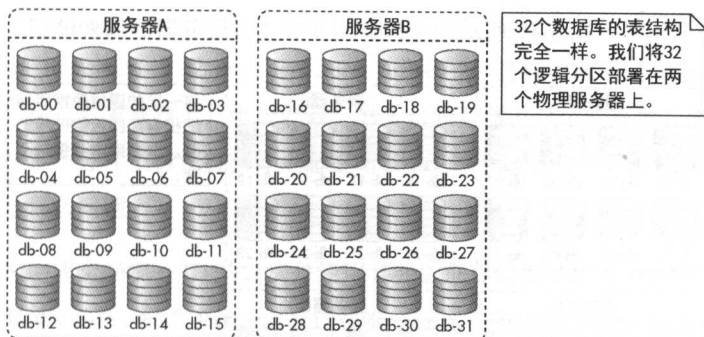 服务器A
db-00 db-01 db-02 db-03
db-04 db-05 db-06 db-07
db-08 db-09 db-10 db-11
db-12 db-13 db-14 db-15
服务器B
db-16 db-17 db-18 db-19
db-20 db-21 db-22 db-23
db-24 db-25 db-26 db-27
db-28 db-29 db-30 db-31
32个数据库的表结构
完全一样。我们将32
个逻辑分区部署在两
个物理服务器上。